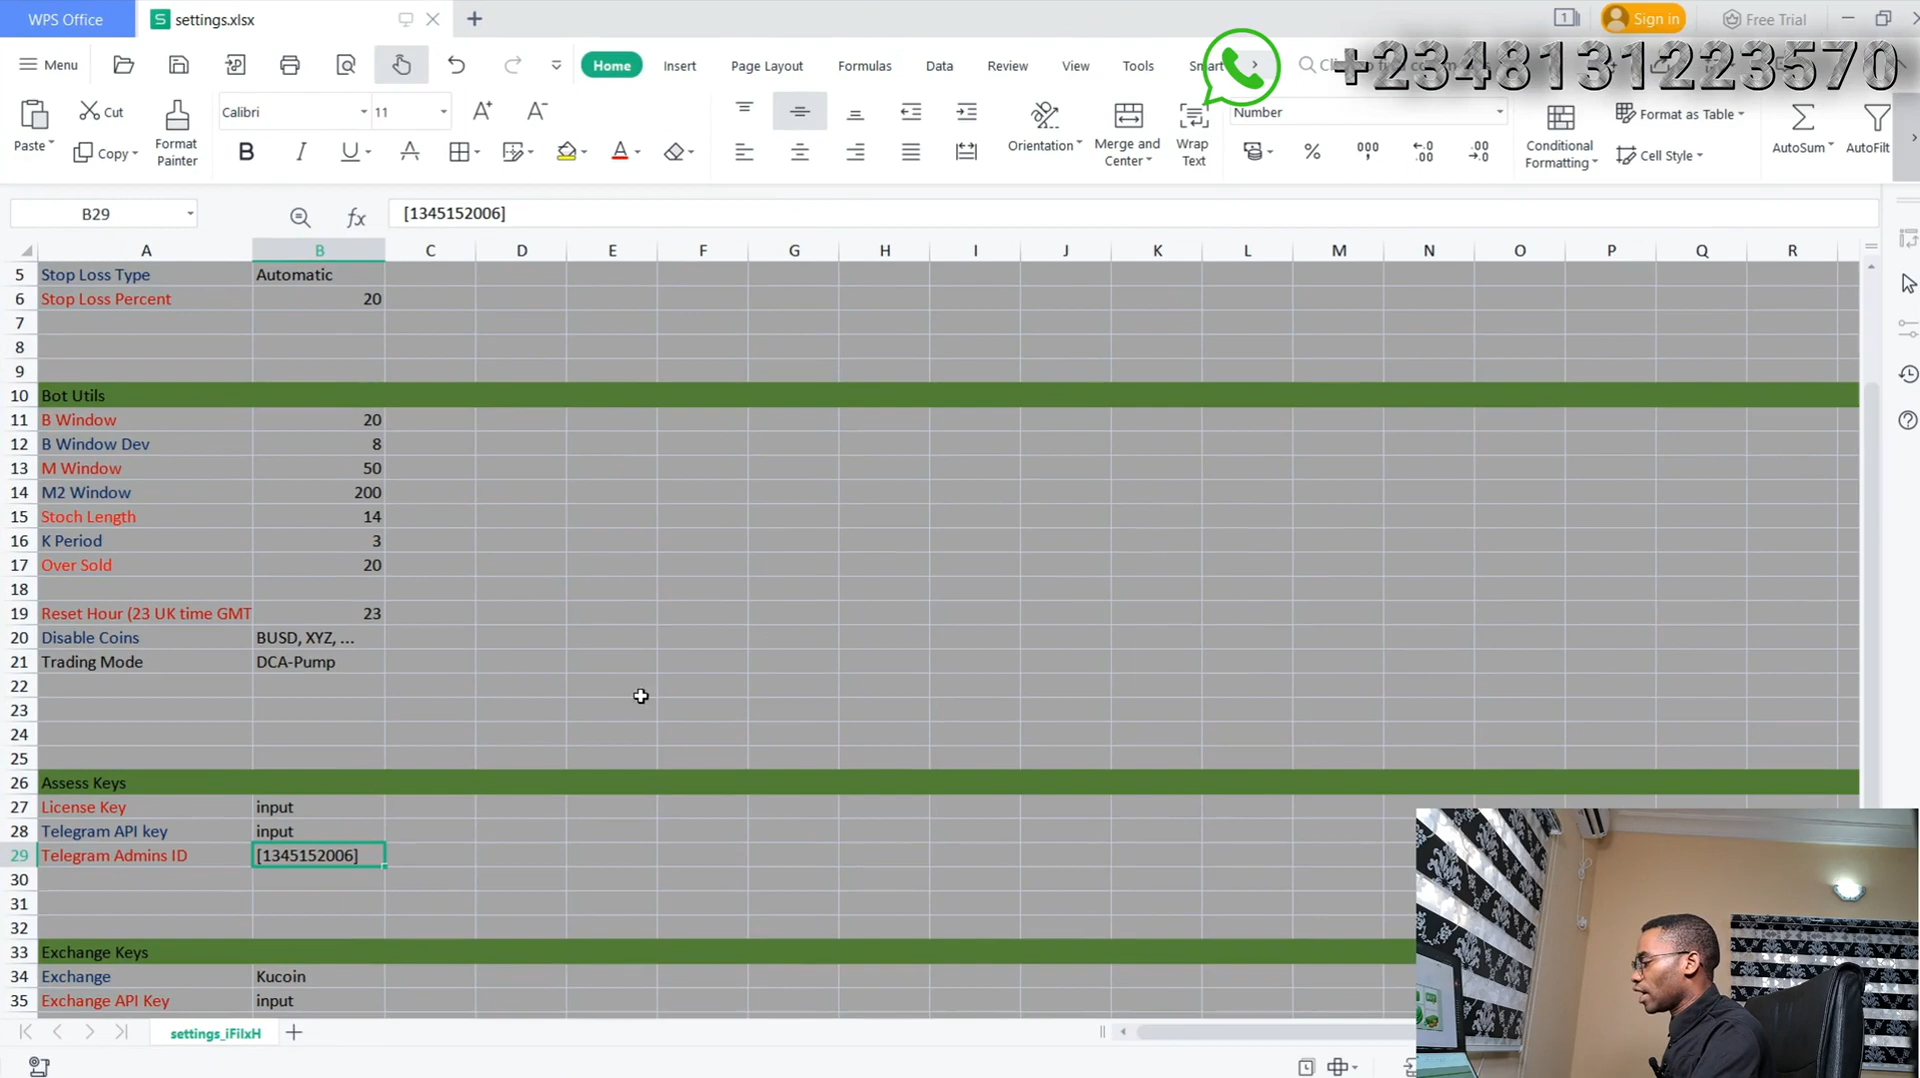 WPS Office
settings.xlsx
1
Sign in
Free Trial
Menu
Home
Insert
Page Layout
Formulas
Data
Review
View
Tools
Smart
+2348131223570
Paste
Cut
Copy
Format Painter
Calibri
11
Orientation
Merge and Center
Wrap Text
Number
Conditional Formatting
Format as Table
Cell Style
AutoSum
AutoFilt
B29
fx
[1345152006]
A B C D E F G H I J K L M N O P Q R
5 Stop Loss Type Automatic
6 Stop Loss Percent 20
7
8
9
10 Bot Utils
11 B Window 20
12 B Window Dev 8
13 M Window 50
14 M2 Window 200
15 Stoch Length 14
16 K Period 3
17 Over Sold 20
18
19 Reset Hour (23 UK time GMT 23
20 Disable Coins BUSD, XYZ, ...
21 Trading Mode DCA-Pump
22
23
24
25
26 Assess Keys
27 License Key input
28 Telegram API key input
29 Telegram Admins ID [1345152006]
30
31
32
33 Exchange Keys
34 Exchange Kucoin
35 Exchange API Key input
settings_iFilxH